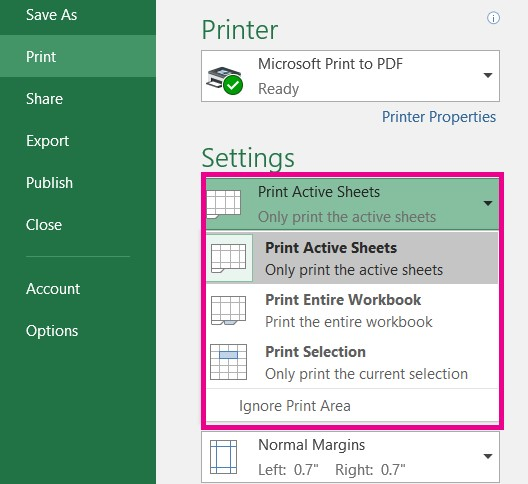 Save As
Print
Share
Export
Publish
Close
Account
Options
Printer
Microsoft Print to PDF
Ready
Printer Properties
Settings
Print Active Sheets
Only print the active sheets
Print Active Sheets
Only print the active sheets
Print Entire Workbook
Print the entire workbook
Print Selection
Only print the current selection
Ignore Print Area
Normal Margins
Left: 0.7" Right: 0.7"